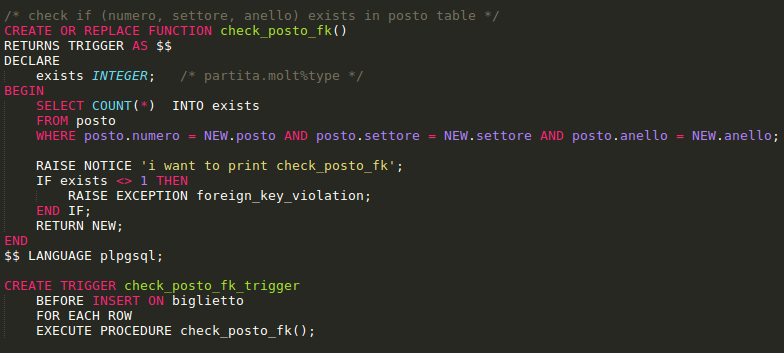 /* check if (numero, settore, anello) exists in posto table */
CREATE OR REPLACE FUNCTION check_posto_fk()
RETURNS TRIGGER AS $$
DECLARE
    exists INTEGER;   /* partita.molt%type */
BEGIN
    SELECT COUNT(*)  INTO exists
    FROM posto
    WHERE posto.numero = NEW.posto AND posto.settore = NEW.settore AND posto.anello = NEW.anello;

    RAISE NOTICE 'i want to print check_posto_fk';
    IF exists <> 1 THEN
        RAISE EXCEPTION foreign_key_violation;
    END IF;
    RETURN NEW;
END
$$ LANGUAGE plpgsql;

CREATE TRIGGER check_posto_fk_trigger
    BEFORE INSERT ON biglietto
    FOR EACH ROW
    EXECUTE PROCEDURE check_posto_fk();